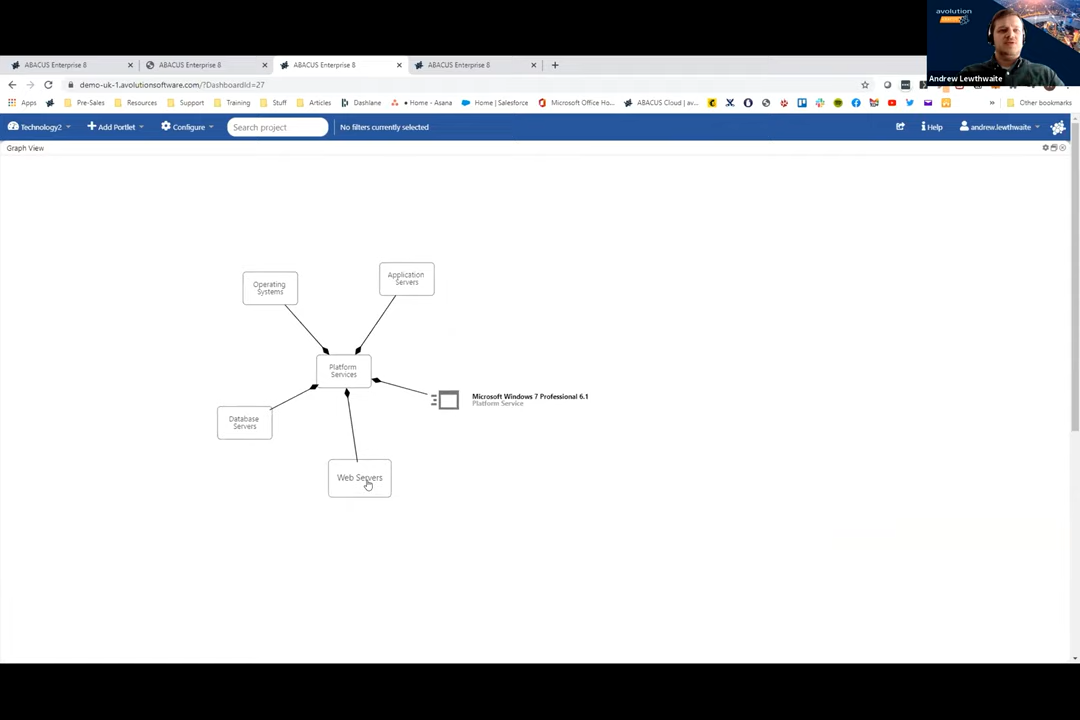 avolution
Andrew Lewthwaite
ABACUS Enterprise 8
ABACUS Enterprise 8
ABACUS Enterprise 8
ABACUS Enterprise 8
demo-uk-1.avolutionsoftware.com/?DashboardId=27
Apps
Pre-Sales
Resources
Support
Training
Stuff
Articles
Dashlane
• Home - Asana
Home | Salesforce
Microsoft Office Ho...
ABACUS Cloud | av...
»
Other bookmarks
Technology2
Add Portlet
Configure
Search project
No filters currently selected
Help
andrew.lewthwaite
Graph View
Operating
Systems
Application
Servers
Platform
Services
Microsoft Windows 7 Professional 6.1
Platform Service
Database
Servers
Web Servers